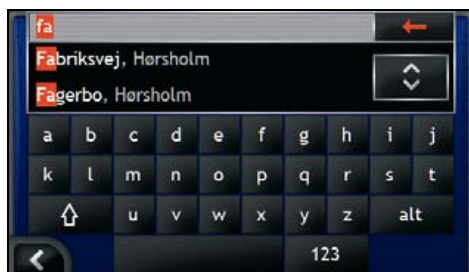 fa
Fabriksvej, Hørsholm
Fagerbo, Hørsholm
a b c d e f g h i j
k l m n o p q r s t
u v w x y z alt
123